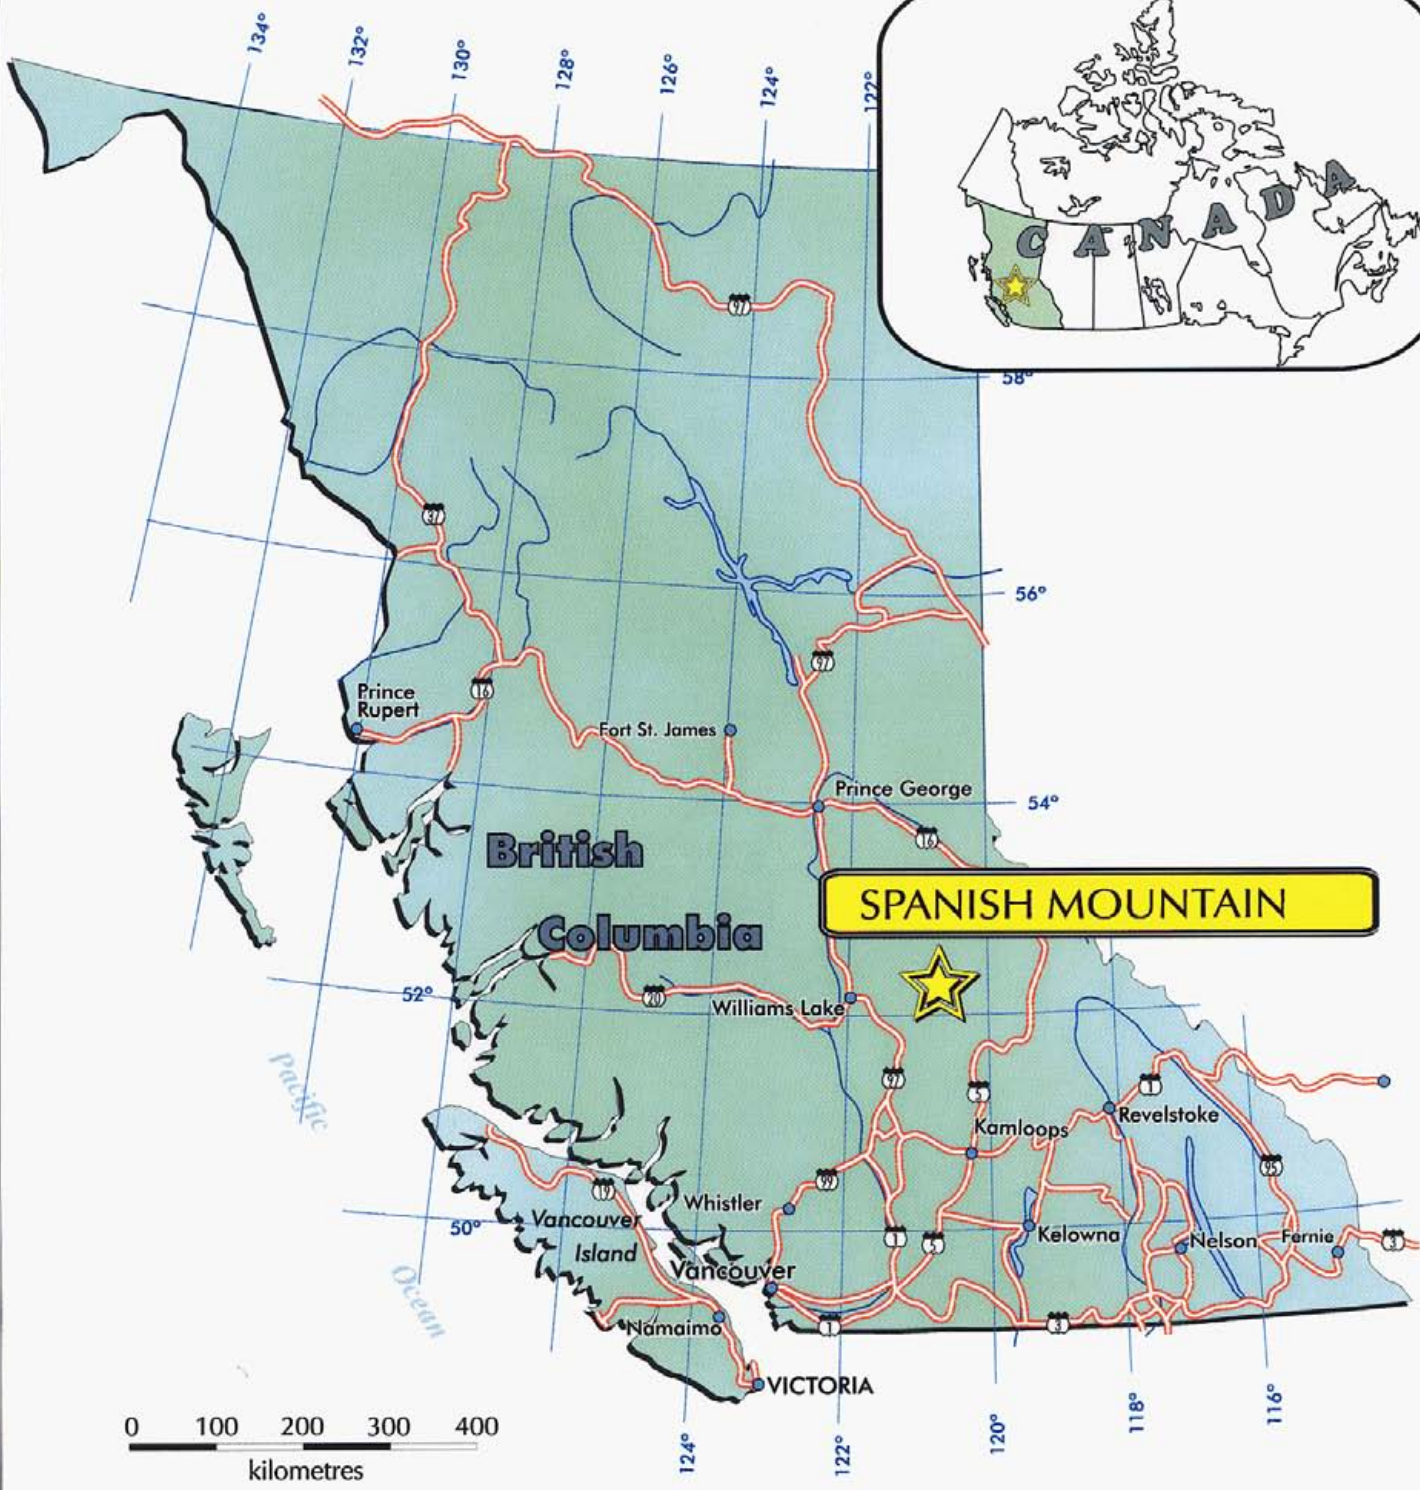 134°
132°
130°
128°
126°
124°
122°
CANADA
97
58°
37
56°
97
Prince
Rupert
16
Fort St. James
Prince George
54°
16
British
SPANISH MOUNTAIN
Columbia
52°
20
Williams Lake
Pacific
97
5
1
Revelstoke
Kamloops
95
99
19
Whistler
Vancouver
Island
50°
1
5
Kelowna
Nelson
Fernie
3
Vancouver
Ocean
Namaimo
1
3
VICTORIA
0 100 200 300 400
kilometres
124°
122°
120°
118°
116°